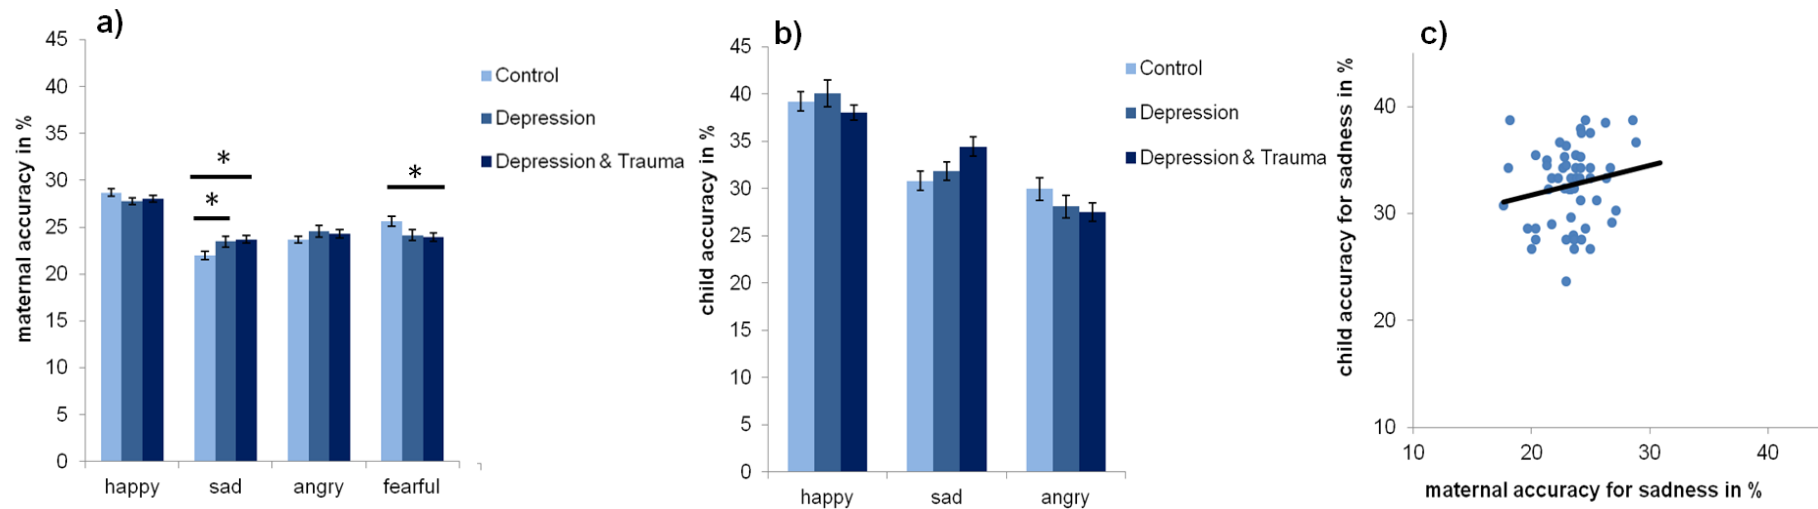 a)
45
40
35
30
25
20
15
10
5
0
maternal accuracy in %
happy
sad
angry
fearful
*
*
*
Control
Depression
Depression & Trauma
b)
45
40
35
30
25
20
15
10
5
0
child accuracy in %
happy
sad
angry
Control
Depression
Depression & Trauma
c)
40
30
20
10
child accuracy for sadness in %
10
20
30
40
maternal accuracy for sadness in %